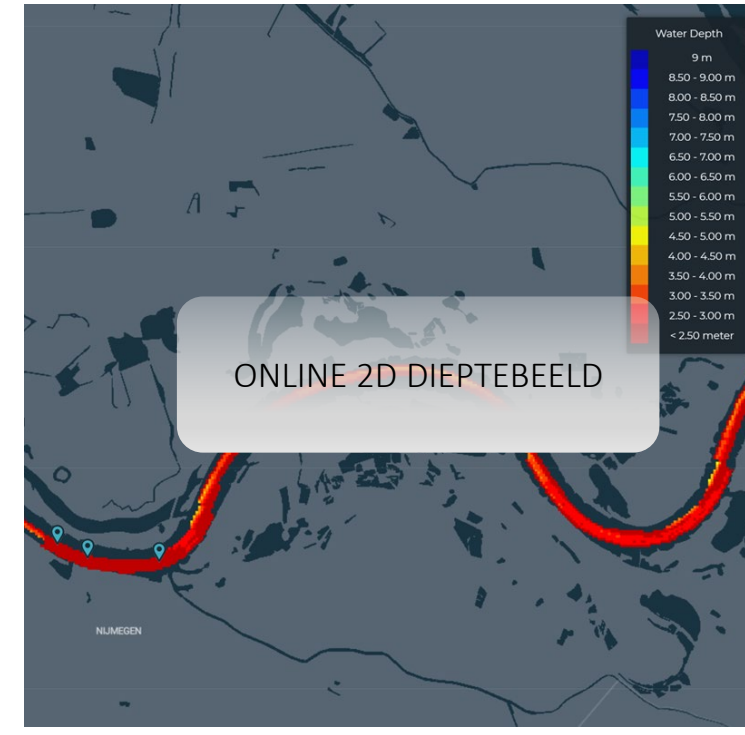 Water Depth
9 m
8.50 - 9.00 m
8.00 - 8.50 m
7.50 - 8.00 m
7.00 - 7.50 m
6.50 - 7.00 m
6.00 - 6.50 m
5.50 - 6.00 m
5.00 - 5.50 m
4.50 - 5.00 m
4.00 - 4.50 m
3.50 - 4.00 m
3.00 - 3.50 m
2.50 - 3.00 m
< 2.50 meter
ONLINE 2D DIEPTEBEELD
NIJMEGEN